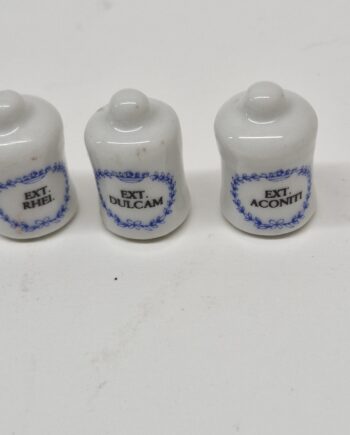 EXT.
RHEI.
EXT.
DULCAM
EXT.
ACONITI